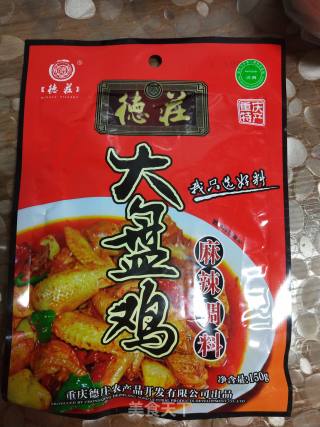 德莊
德莊
重庆
特产
我只选好料
大盘鸡
麻辣调料
净含量:150g
重庆德庄农产品开发有限公司出品
美食天下